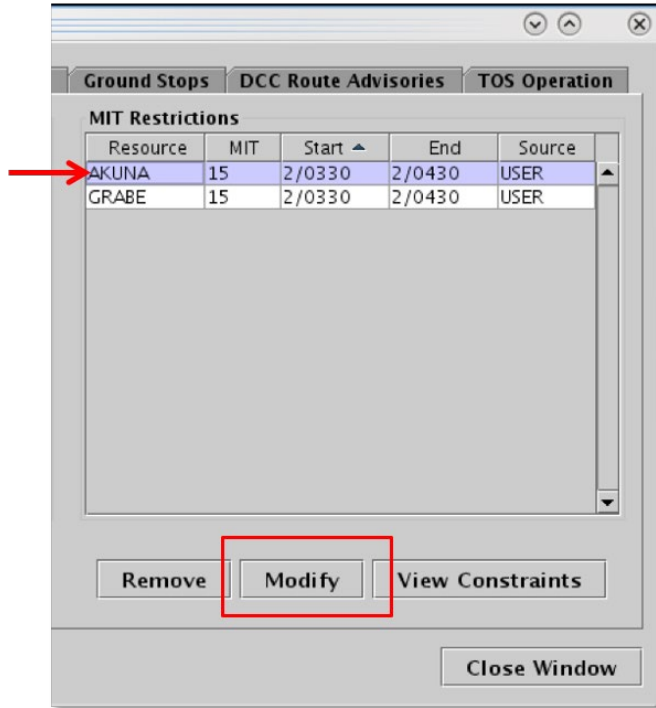 Ground Stops DCC Route Advisories TOS Operation
MIT Restrictions
Resource MIT Start End Source
AKUNA 15 2/0330 2/0430 USER
GRABE 15 2/0330 2/0430 USER
Remove Modify View Constraints
Close Window